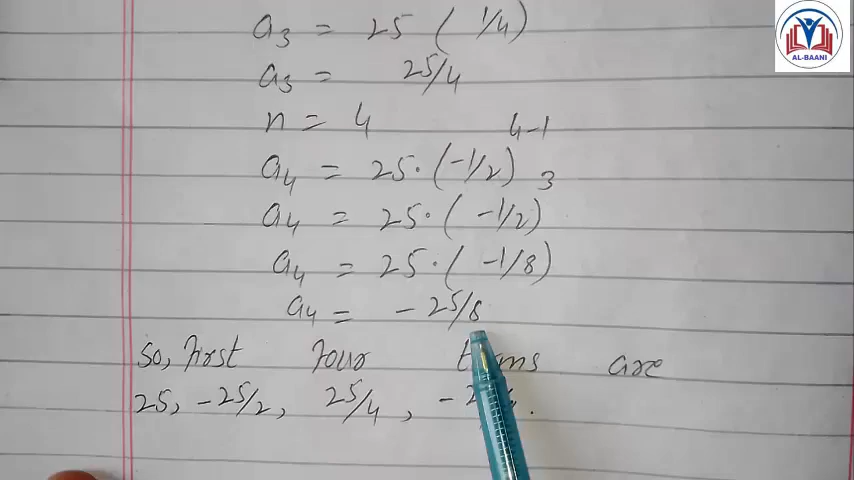 a3 = 25 ( 1/4)
a3 = 25/4
n = 4
a4 = 25·(-1/2) 4-1
a4 = 25·( -1/2) 3
a4 = 25·( -1/8)
a4 = - 25/8
So, First Four terms are
25, -25/2, 25/4, - 2
AL-BAANI